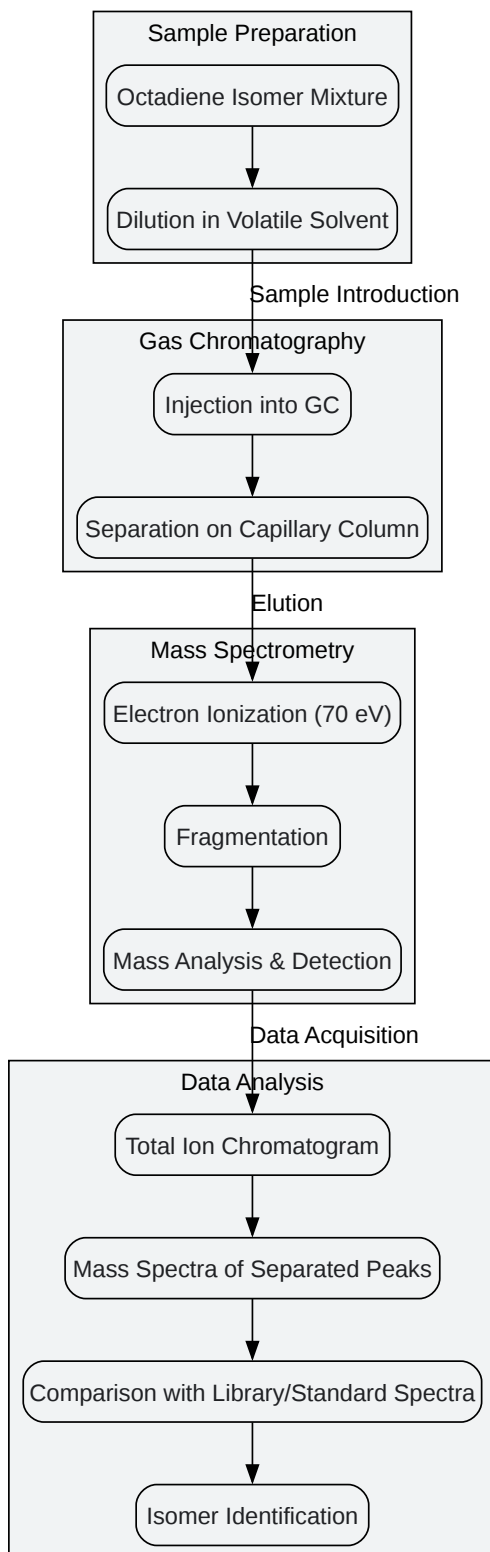 Sample Preparation
Octadiene Isomer Mixture
Dilution in Volatile Solvent
Sample Introduction
Gas Chromatography
Injection into GC
Separation on Capillary Column
Elution
Mass Spectrometry
Electron Ionization (70 eV)
Fragmentation
Mass Analysis & Detection
Data Acquisition
Data Analysis
Total Ion Chromatogram
Mass Spectra of Separated Peaks
Comparison with Library/Standard Spectra
Isomer Identification